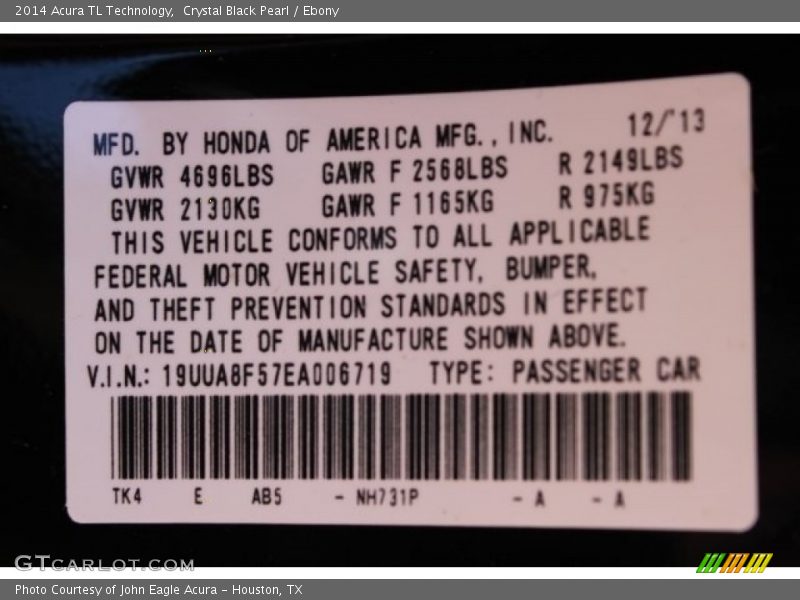 2014 Acura TL Technology,  Crystal Black Pearl / Ebony
MFD. BY HONDA OF AMERICA MFG., INC. 12/'13
GVWR 4696LBS GAWR F 2568LBS R 2149LBS
GVWR 2130KG GAWR F 1165KG R 975KG
THIS VEHICLE CONFORMS TO ALL APPLICABLE
FEDERAL MOTOR VEHICLE SAFETY, BUMPER,
AND THEFT PREVENTION STANDARDS IN EFFECT
ON THE DATE OF MANUFACTURE SHOWN ABOVE.
V.I.N.: 19UUA8F57EA006719 TYPE: PASSENGER CAR
TK4 E AB5 - NH731P - A - A
GTCARLOT.COM
Photo Courtesy of John Eagle Acura - Houston, TX